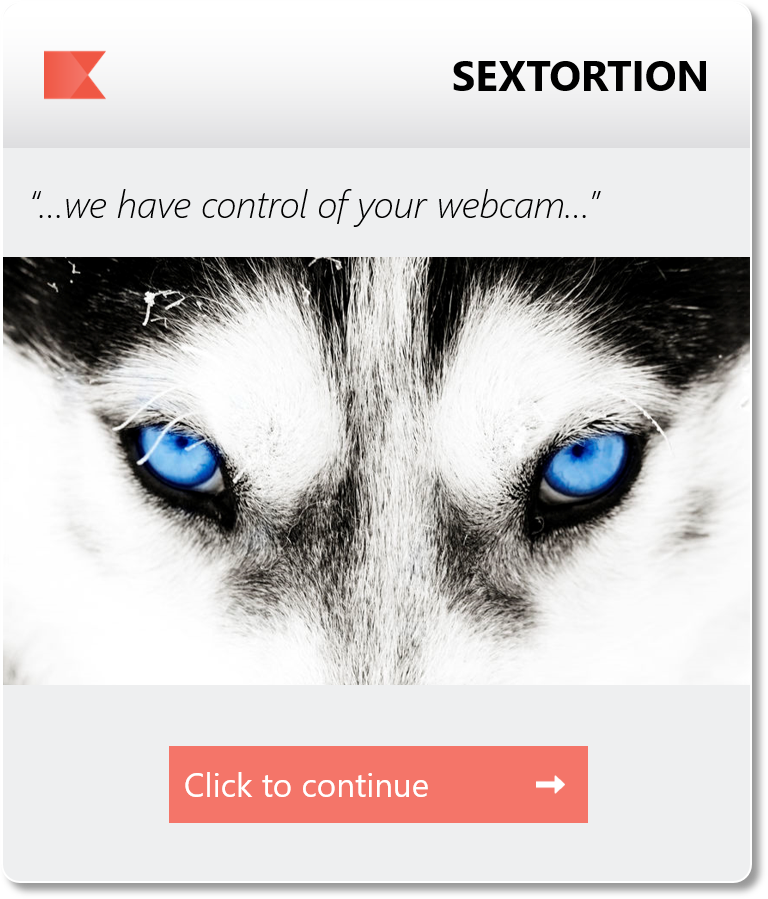 SEXTORTION
“...we have control of your webcam...”
Click to continue